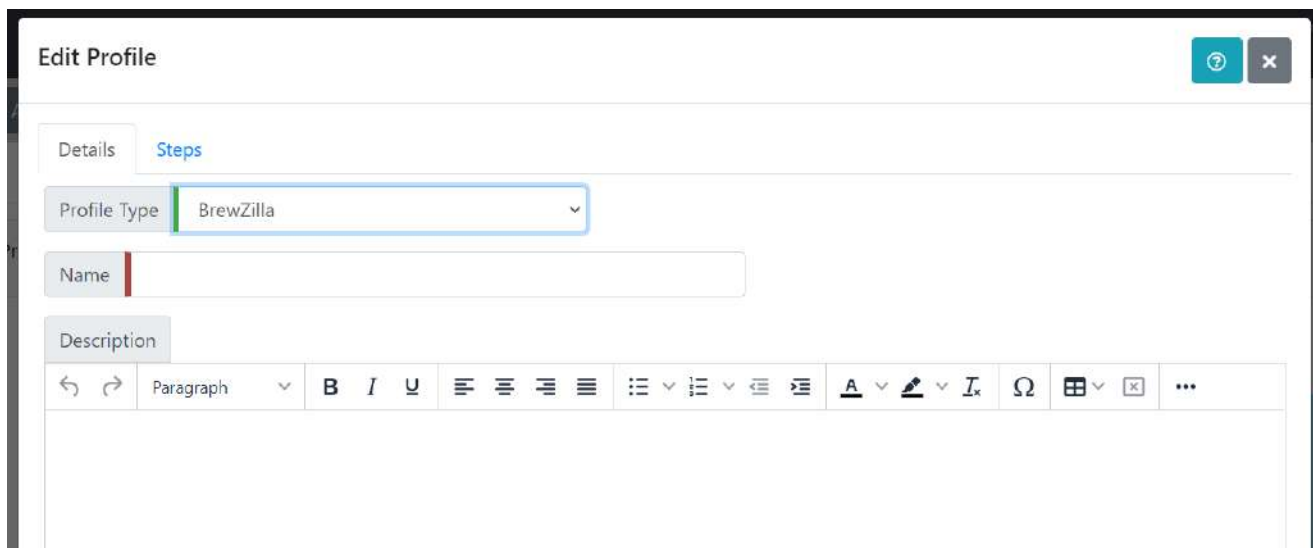 Edit Profile
Details Steps
Profile Type BrewZilla
Name
Description
Paragraph B I U A Ω